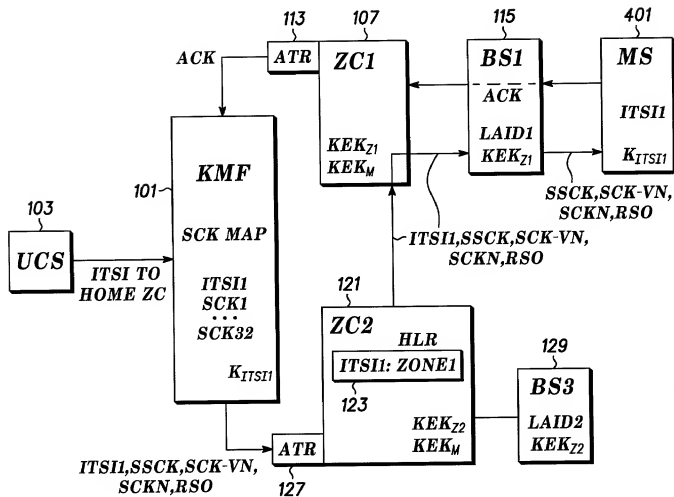 113
107
115
401
ACK
ATR
ZC1
BS1
MS
ACK
ITSI1
101
KMF
KEKZ1
KEKM
LAID1
KEKZ1
KITSI1
103
UCS
SCK MAP
SSCK,SCK-VN,
SCKN,RSO
ITSI TO
HOME ZC
ITSI1
SCK1
...
SCK32
KITSI1
ITSI1,SSCK,SCK-VN,
SCKN,RSO
121
ZC2
HLR
ITSI1: ZONE1
123
129
BS3
LAID2
KEKZ2
KEKZ2
KEKM
ATR
127
ITSI1,SSCK,SCK-VN,
SCKN,RSO